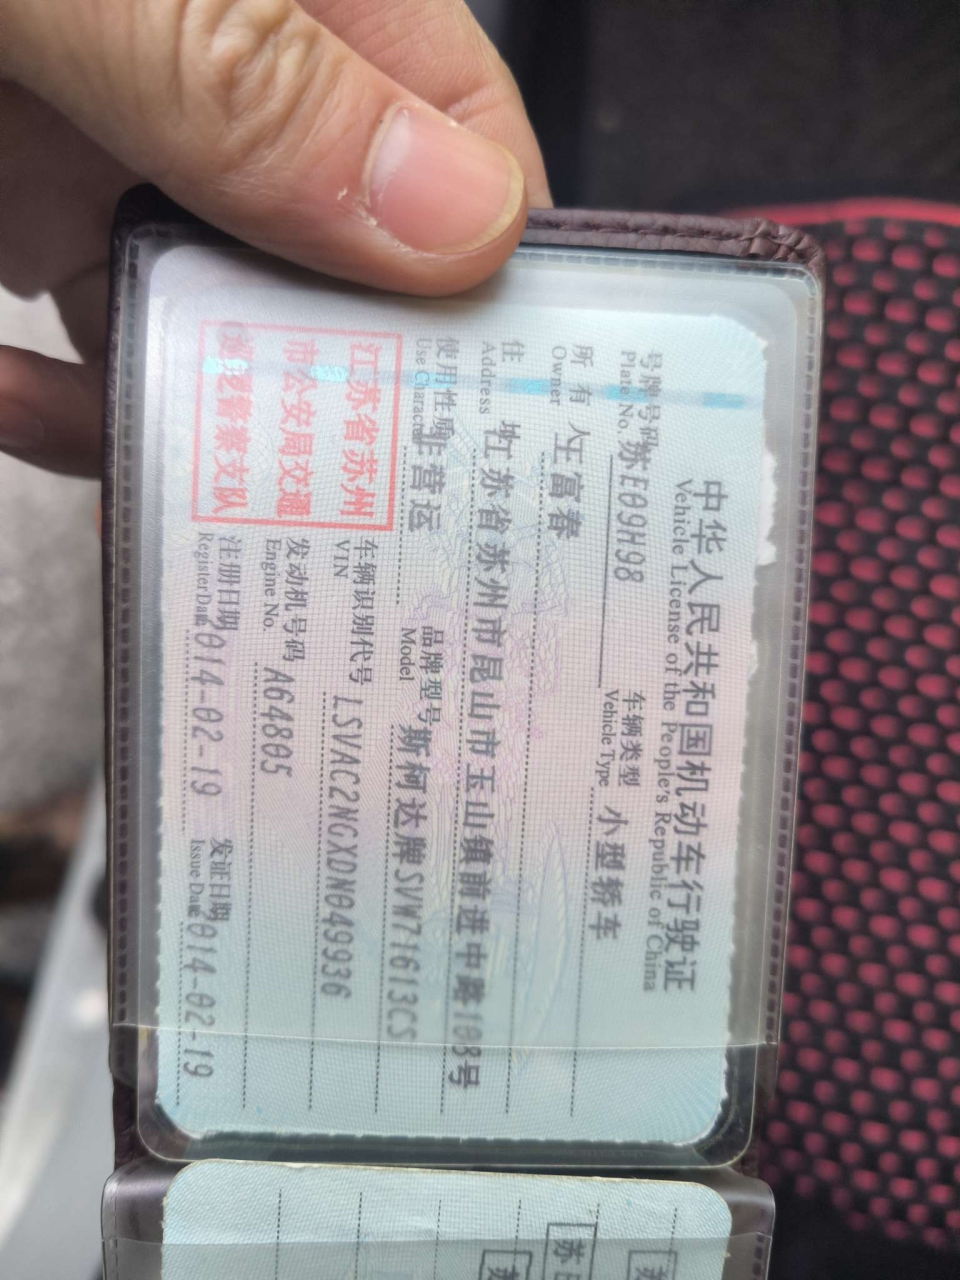 中华人民共和国机动车行驶证
Vehicle License of the People's Republic of China
号牌号码 苏E09H98 车辆类型 小型轿车
Plate No. Vehicle Type
所有人 王富春
Owner
住址 江苏省苏州市昆山市玉山镇前进中路108号
Address
使用性质 非营运 品牌型号 斯柯达牌SVW71613CS
Use Character Model
江苏省苏州
市公安局交通
巡逻警察支队
车辆识别代号 LSVAC2NGXDN049936
VIN
发动机号码 A64805
Engine No.
注册日期 2014-02-19 发证日期 2014-02-19
Register Date Issue Date
苏
苏E
苏